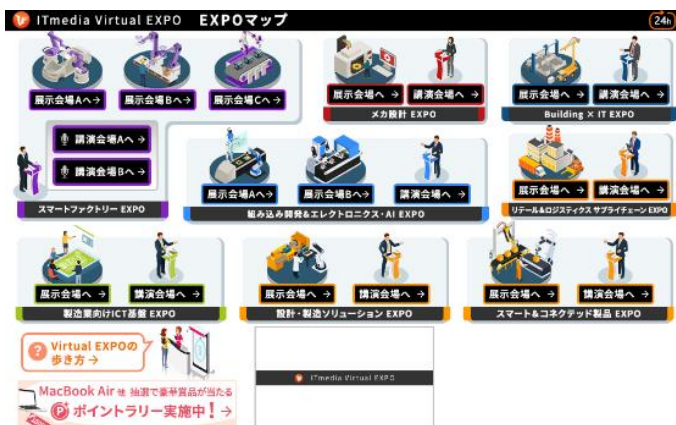 ITmedia Virtual EXPO EXPOマップ
24h
展示会場Aへ→
展示会場Bへ→
展示会場Cへ→
講演会場Aへ →
講演会場Bへ →
スマートファクトリー EXPO
展示会場へ →
講演会場へ →
メカ設計 EXPO
展示会場へ →
講演会場へ →
Building × IT EXPO
展示会場Aへ→
展示会場Bへ→
講演会場へ →
組み込み開発&エレクトロニクス・AI EXPO
展示会場へ →
講演会場へ →
リテール&ロジスティクス サプライチェーン EXPO
展示会場へ →
講演会場へ →
製造業向けICT基盤 EXPO
展示会場へ →
講演会場へ →
設計・製造ソリューション EXPO
展示会場へ →
講演会場へ →
スマート&コネクテッド製品 EXPO
? Virtual EXPOの
歩き方→
MacBook Air 他 抽選で豪華賞品が当たる
P ポイントラリー実施中!→
ITmedia Virtual EXPO